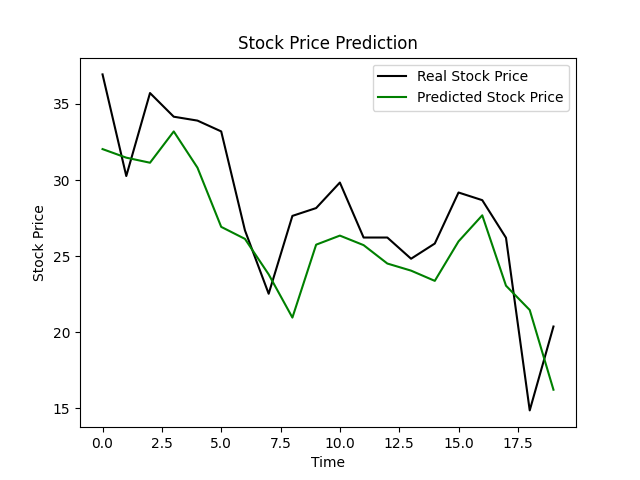 Stock Price Prediction
Real Stock Price
Predicted Stock Price
Stock Price
35
30
25
20
15
0.0 2.5 5.0 7.5 10.0 12.5 15.0 17.5
Time